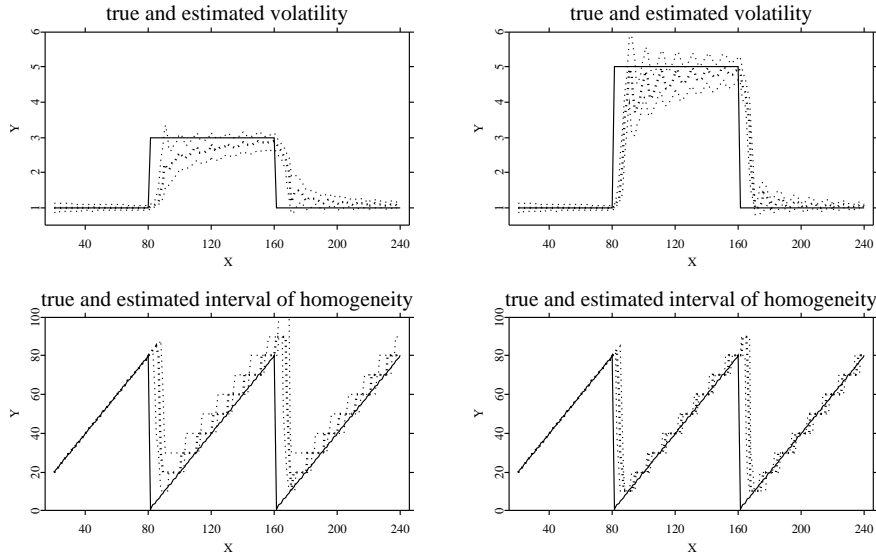 true and estimated volatility
Y
1 2 3 4 5 6
40 80 120 160 200 240
X
true and estimated volatility
Y
1 2 3 4 5 6
40 80 120 160 200 240
X
true and estimated interval of homogeneity
Y
0 20 40 60 80 100
40 80 120 160 200 240
X
true and estimated interval of homogeneity
Y
0 20 40 60 80 100
40 80 120 160 200 240
X